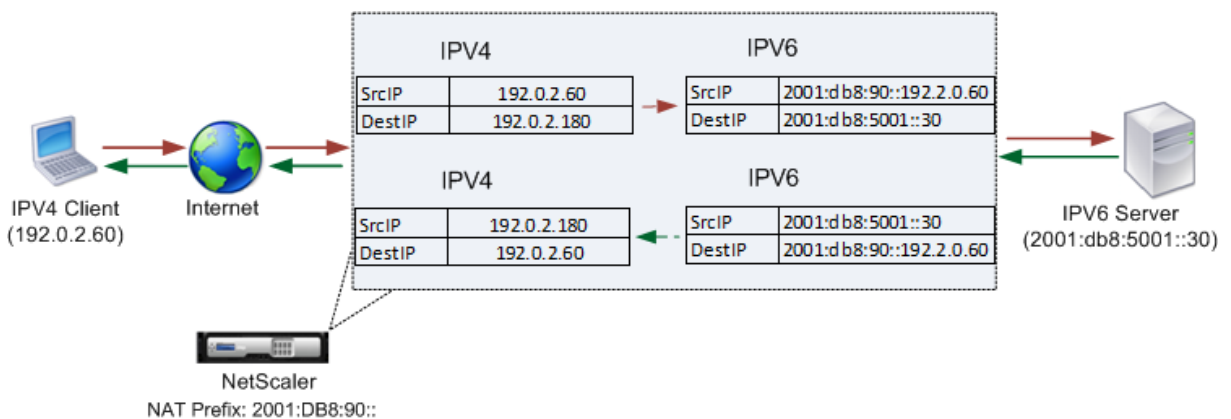 IPV4 IPV6
SrcIP 192.0.2.60 SrcIP 2001:db8:90::192.2.0.60
DestIP 192.0.2.180 DestIP 2001:db8:5001::30
IPV4 IPV6
SrcIP 192.0.2.180 SrcIP 2001:db8:5001::30
DestIP 192.0.2.60 DestIP 2001:db8:90::192.2.0.60
IPV4 Client
(192.0.2.60)
Internet
IPV6 Server
(2001:db8:5001::30)
NetScaler
NAT Prefix: 2001:DB8:90::